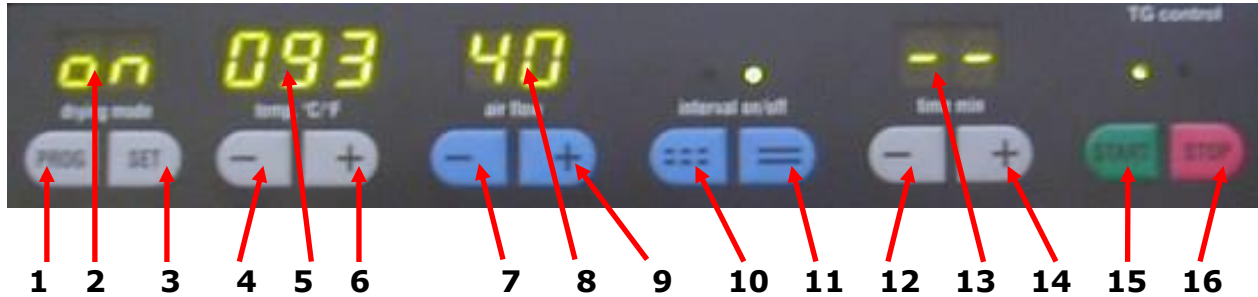 TG control
on 093 40 - -
drying mode temp °C/°F air flow interval on/off time min
PROG SET - + - + - + START STOP
1 2 3 4 5 6 7 8 9 10 11 12 13 14 15 16